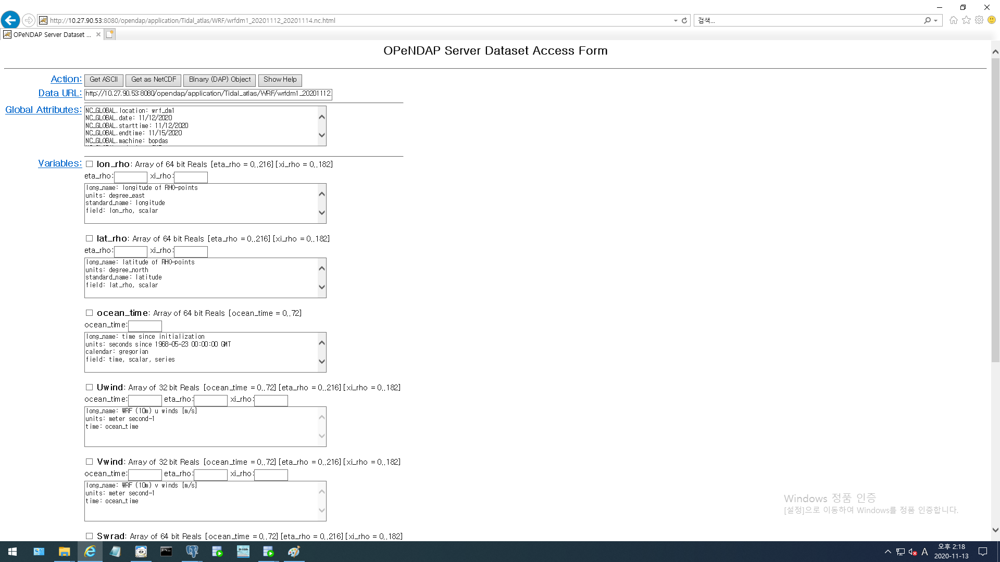 http://10.27.90.53:8080/opendap/application/Tidal_atlas/WRF/wrfdm1_20201112_20201114.nc.html
검색...
OPeNDAP Server Dataset ...
OPeNDAP Server Dataset Access Form
Action: Get ASCII Get as NetCDF Binary (DAP) Object Show Help
Data URL: http://10.27.90.53:8080/opendap/application/Tidal_atlas/WRF/wrfdm1_20201112.
Global Attributes: NC_GLOBAL.location: wrf_dm1
NC_GLOBAL.date: 11/12/2020
NC_GLOBAL.starttime: 11/12/2020
NC_GLOBAL.endtime: 11/15/2020
NC_GLOBAL.machine: bopdas
Variables: lon_rho: Array of 64 bit Reals [eta_rho = 0..216][xi_rho = 0..182]
eta_rho: xi_rho:
long_name: longitude of RHO-points
units: degree_east
standard_name: longitude
field: lon_rho, scalar
lat_rho: Array of 64 bit Reals [eta_rho = 0..216][xi_rho = 0..182]
eta_rho: xi_rho:
long_name: latitude of RHO-points
units: degree_north
standard_name: latitude
field: lat_rho, scalar
ocean_time: Array of 64 bit Reals [ocean_time = 0..72]
ocean_time:
long_name: time since initialization
units: seconds since 1968-05-23 00:00:00 GMT
calendar: gregorian
field: time, scalar, series
Uwind: Array of 32 bit Reals [ocean_time = 0..72][eta_rho = 0..216][xi_rho = 0..182]
ocean_time: eta_rho: xi_rho:
long_name: WRF (10m) u winds [m/s]
units: meter second-1
time: ocean_time
Vwind: Array of 32 bit Reals [ocean_time = 0..72][eta_rho = 0..216][xi_rho = 0..182]
ocean_time: eta_rho: xi_rho:
long_name: WRF (10m) v winds [m/s]
units: meter second-1
time: ocean_time
Windows 정품 인증
[설정]으로 이동하여 Windows를 정품 인증합니다.
Swrad: Array of 64 bit Reals [ocean_time = 0..72][eta_rho = 0..216][xi_rho = 0..182]
S-100
A
오후 2:18
2020-11-13